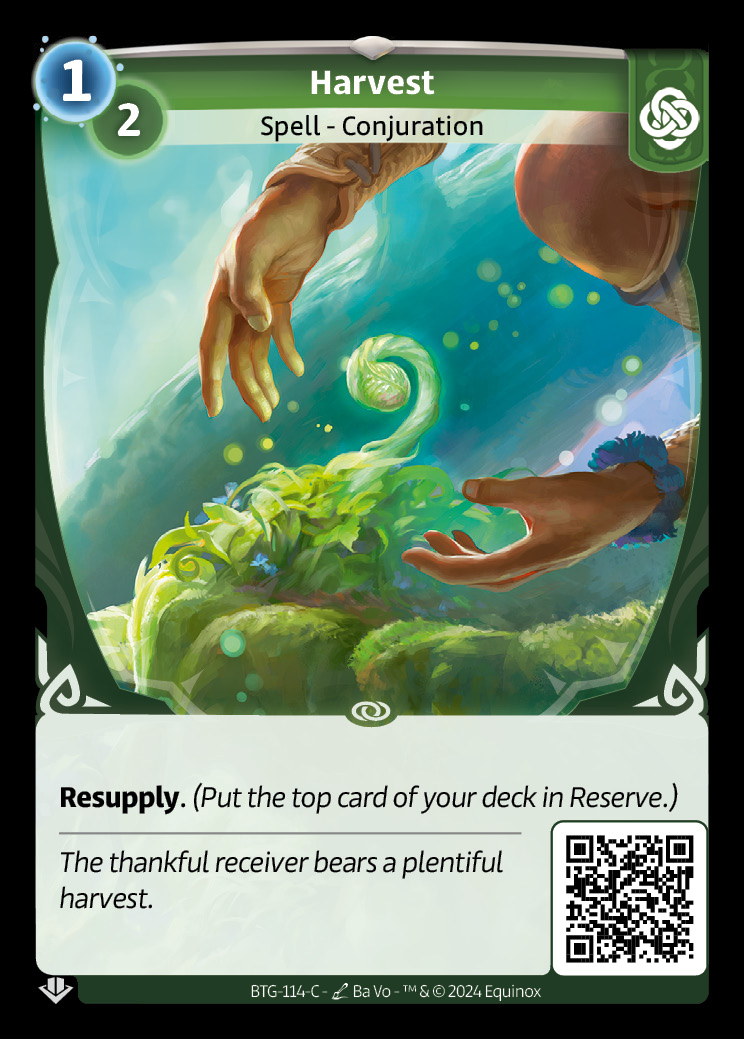 1
Harvest
2
Spell - Conjuration
Resupply. (Put the top card of your deck in Reserve.)
The thankful receiver bears a plentiful
harvest.
BTG-114-C - Ba Vo - ™ & © 2024 Equinox